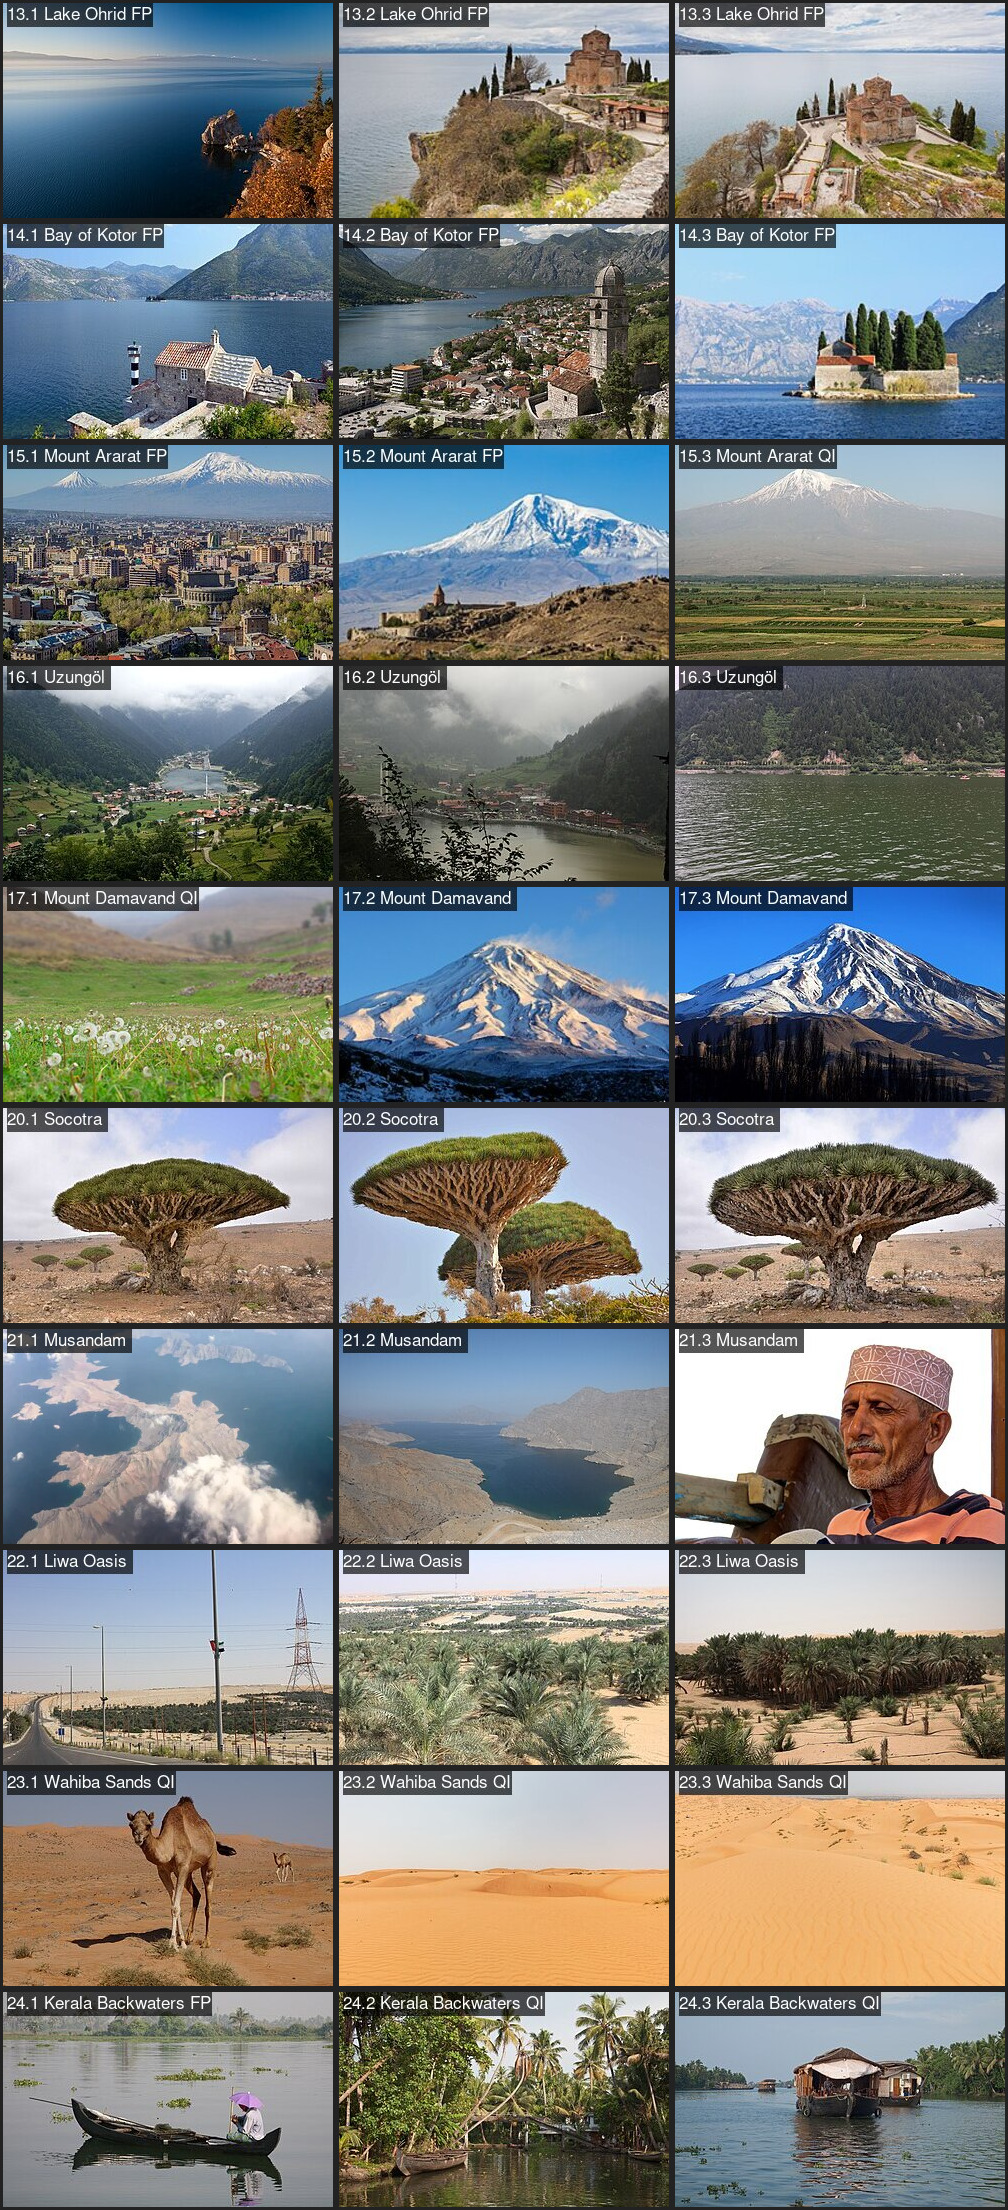 13.1 Lake Ohrid FP
13.2 Lake Ohrid FP
13.3 Lake Ohrid FP
14.1 Bay of Kotor FP
14.2 Bay of Kotor FP
14.3 Bay of Kotor FP
15.1 Mount Ararat FP
15.2 Mount Ararat FP
15.3 Mount Ararat QI
16.1 Uzungöl
16.2 Uzungöl
16.3 Uzungöl
17.1 Mount Damavand QI
17.2 Mount Damavand
17.3 Mount Damavand
20.1 Socotra
20.2 Socotra
20.3 Socotra
21.1 Musandam
21.2 Musandam
21.3 Musandam
22.1 Liwa Oasis
22.2 Liwa Oasis
22.3 Liwa Oasis
23.1 Wahiba Sands QI
23.2 Wahiba Sands QI
23.3 Wahiba Sands QI
24.1 Kerala Backwaters FP
24.2 Kerala Backwaters QI
24.3 Kerala Backwaters QI